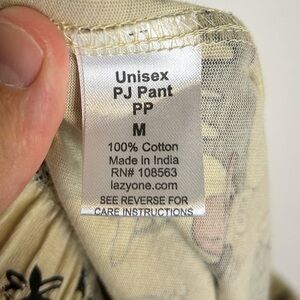 Unisex
PJ Pant
PP
M
100% Cotton
Made in India
RN# 108563
lazyone.com
SEE REVERSE FOR
CARE INSTRUCTIONS